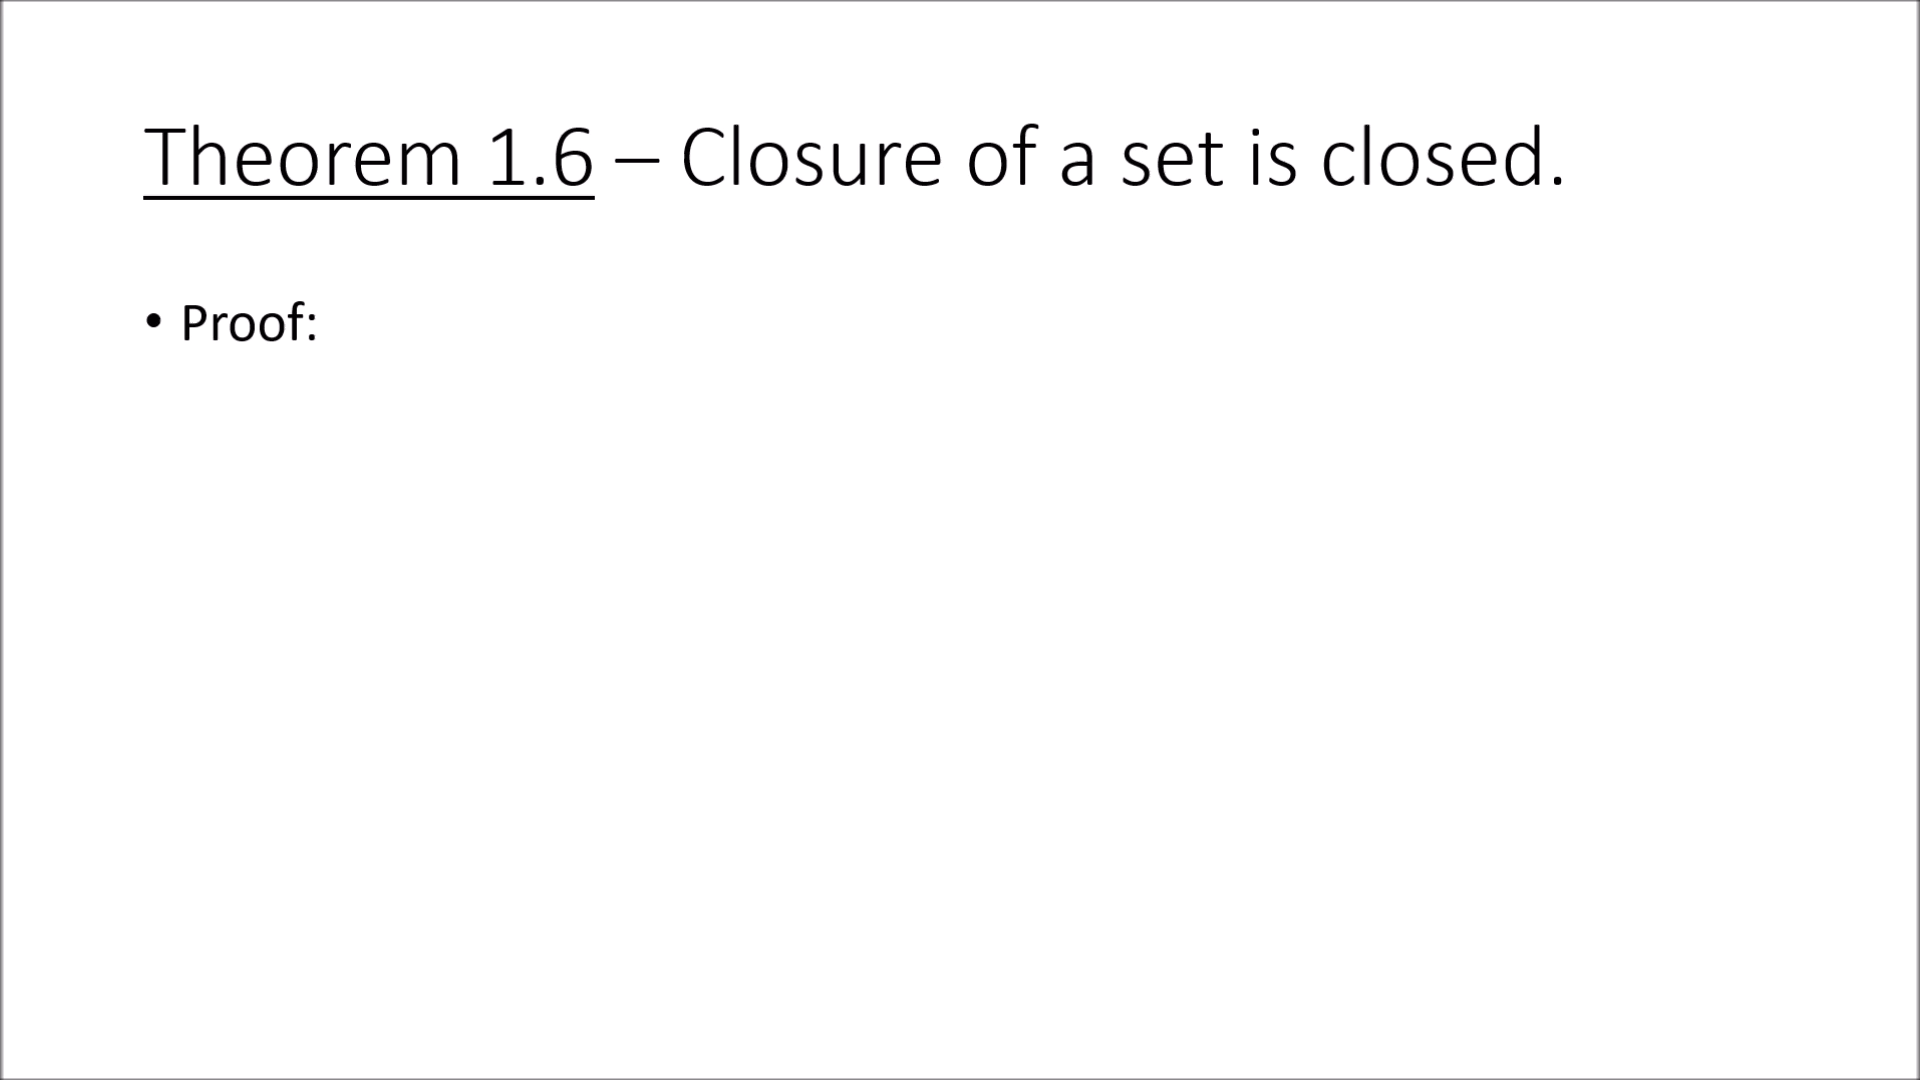 Theorem 1.6 – Closure of a set is closed.
• Proof: